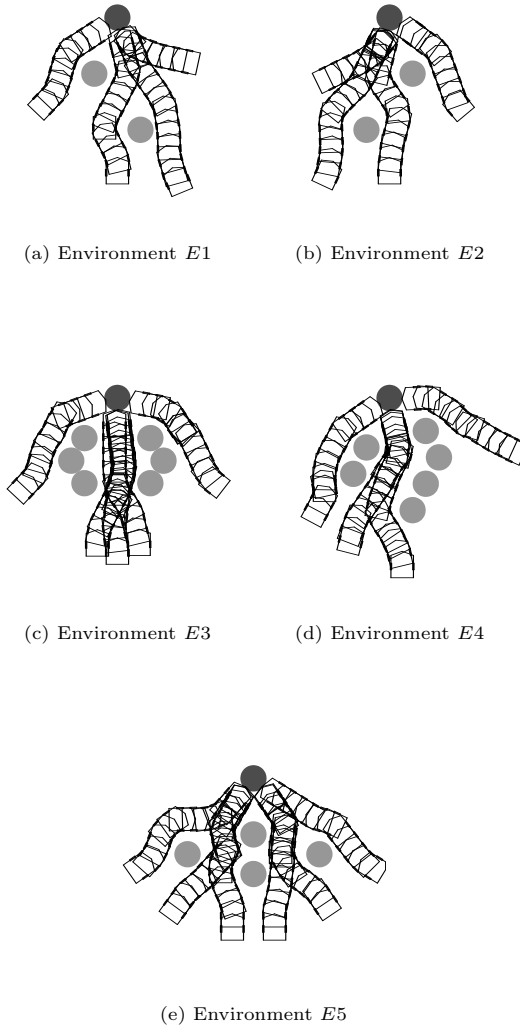 (a) Environment E1
(b) Environment E2
(c) Environment E3
(d) Environment E4
(e) Environment E5